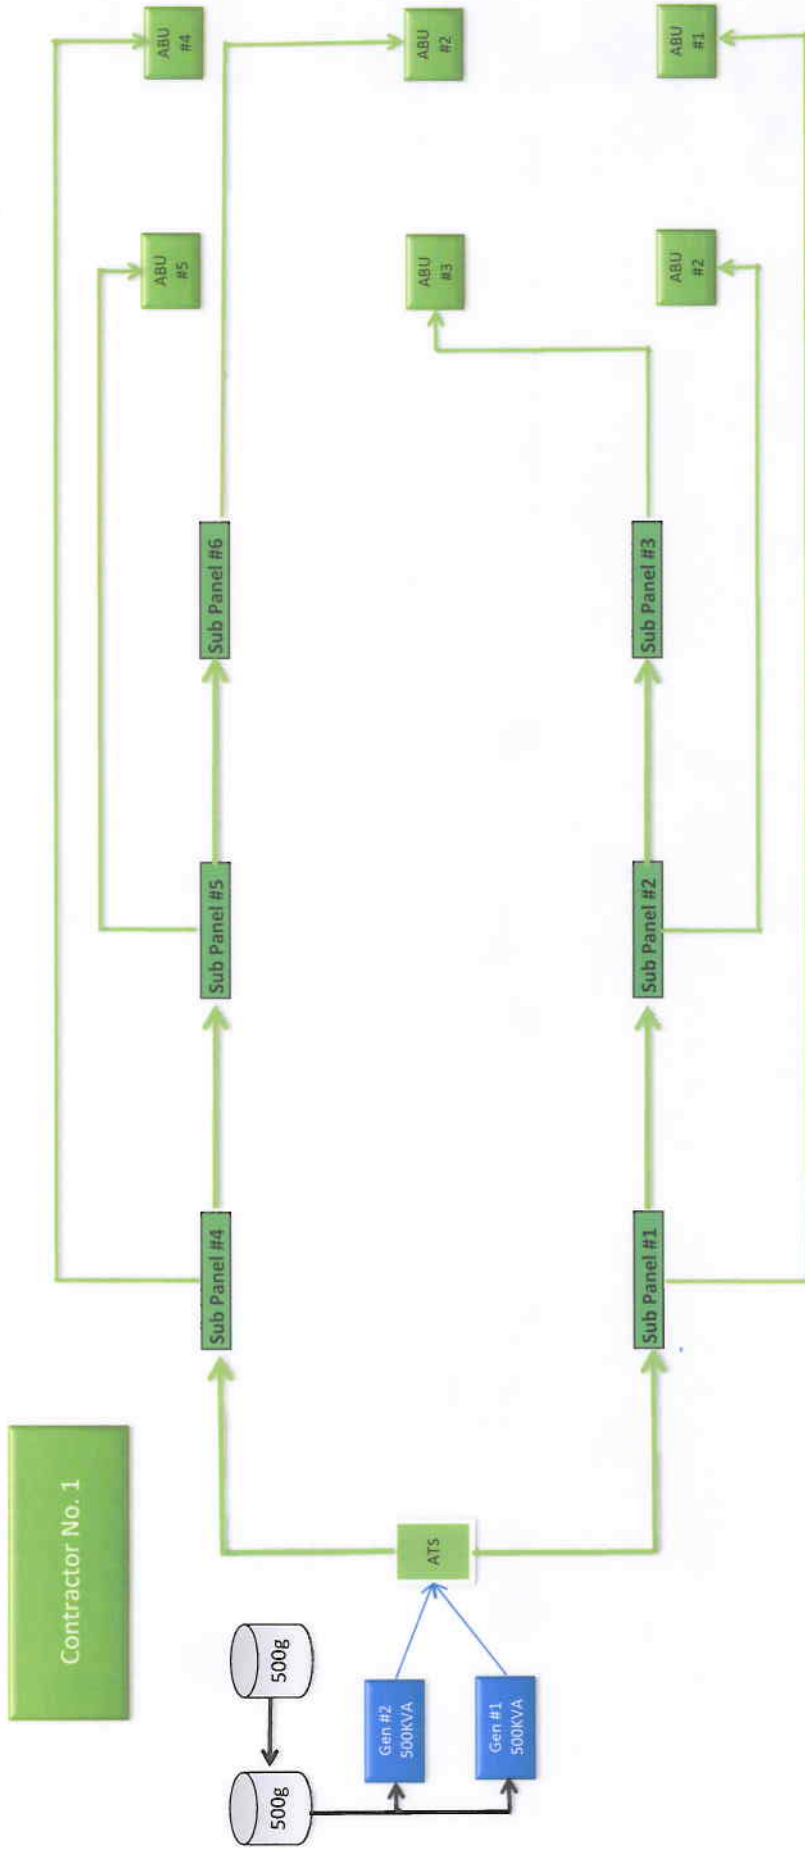 Contractor No. 1
500g
500g
Gen #2
500KVA
Gen #1
500KVA
ATS
Sub Panel #4
Sub Panel #5
Sub Panel #6
Sub Panel #1
Sub Panel #2
Sub Panel #3
ABU
#5
ABU
#4
ABU
#3
ABU
#2
ABU
#2
ABU
#1